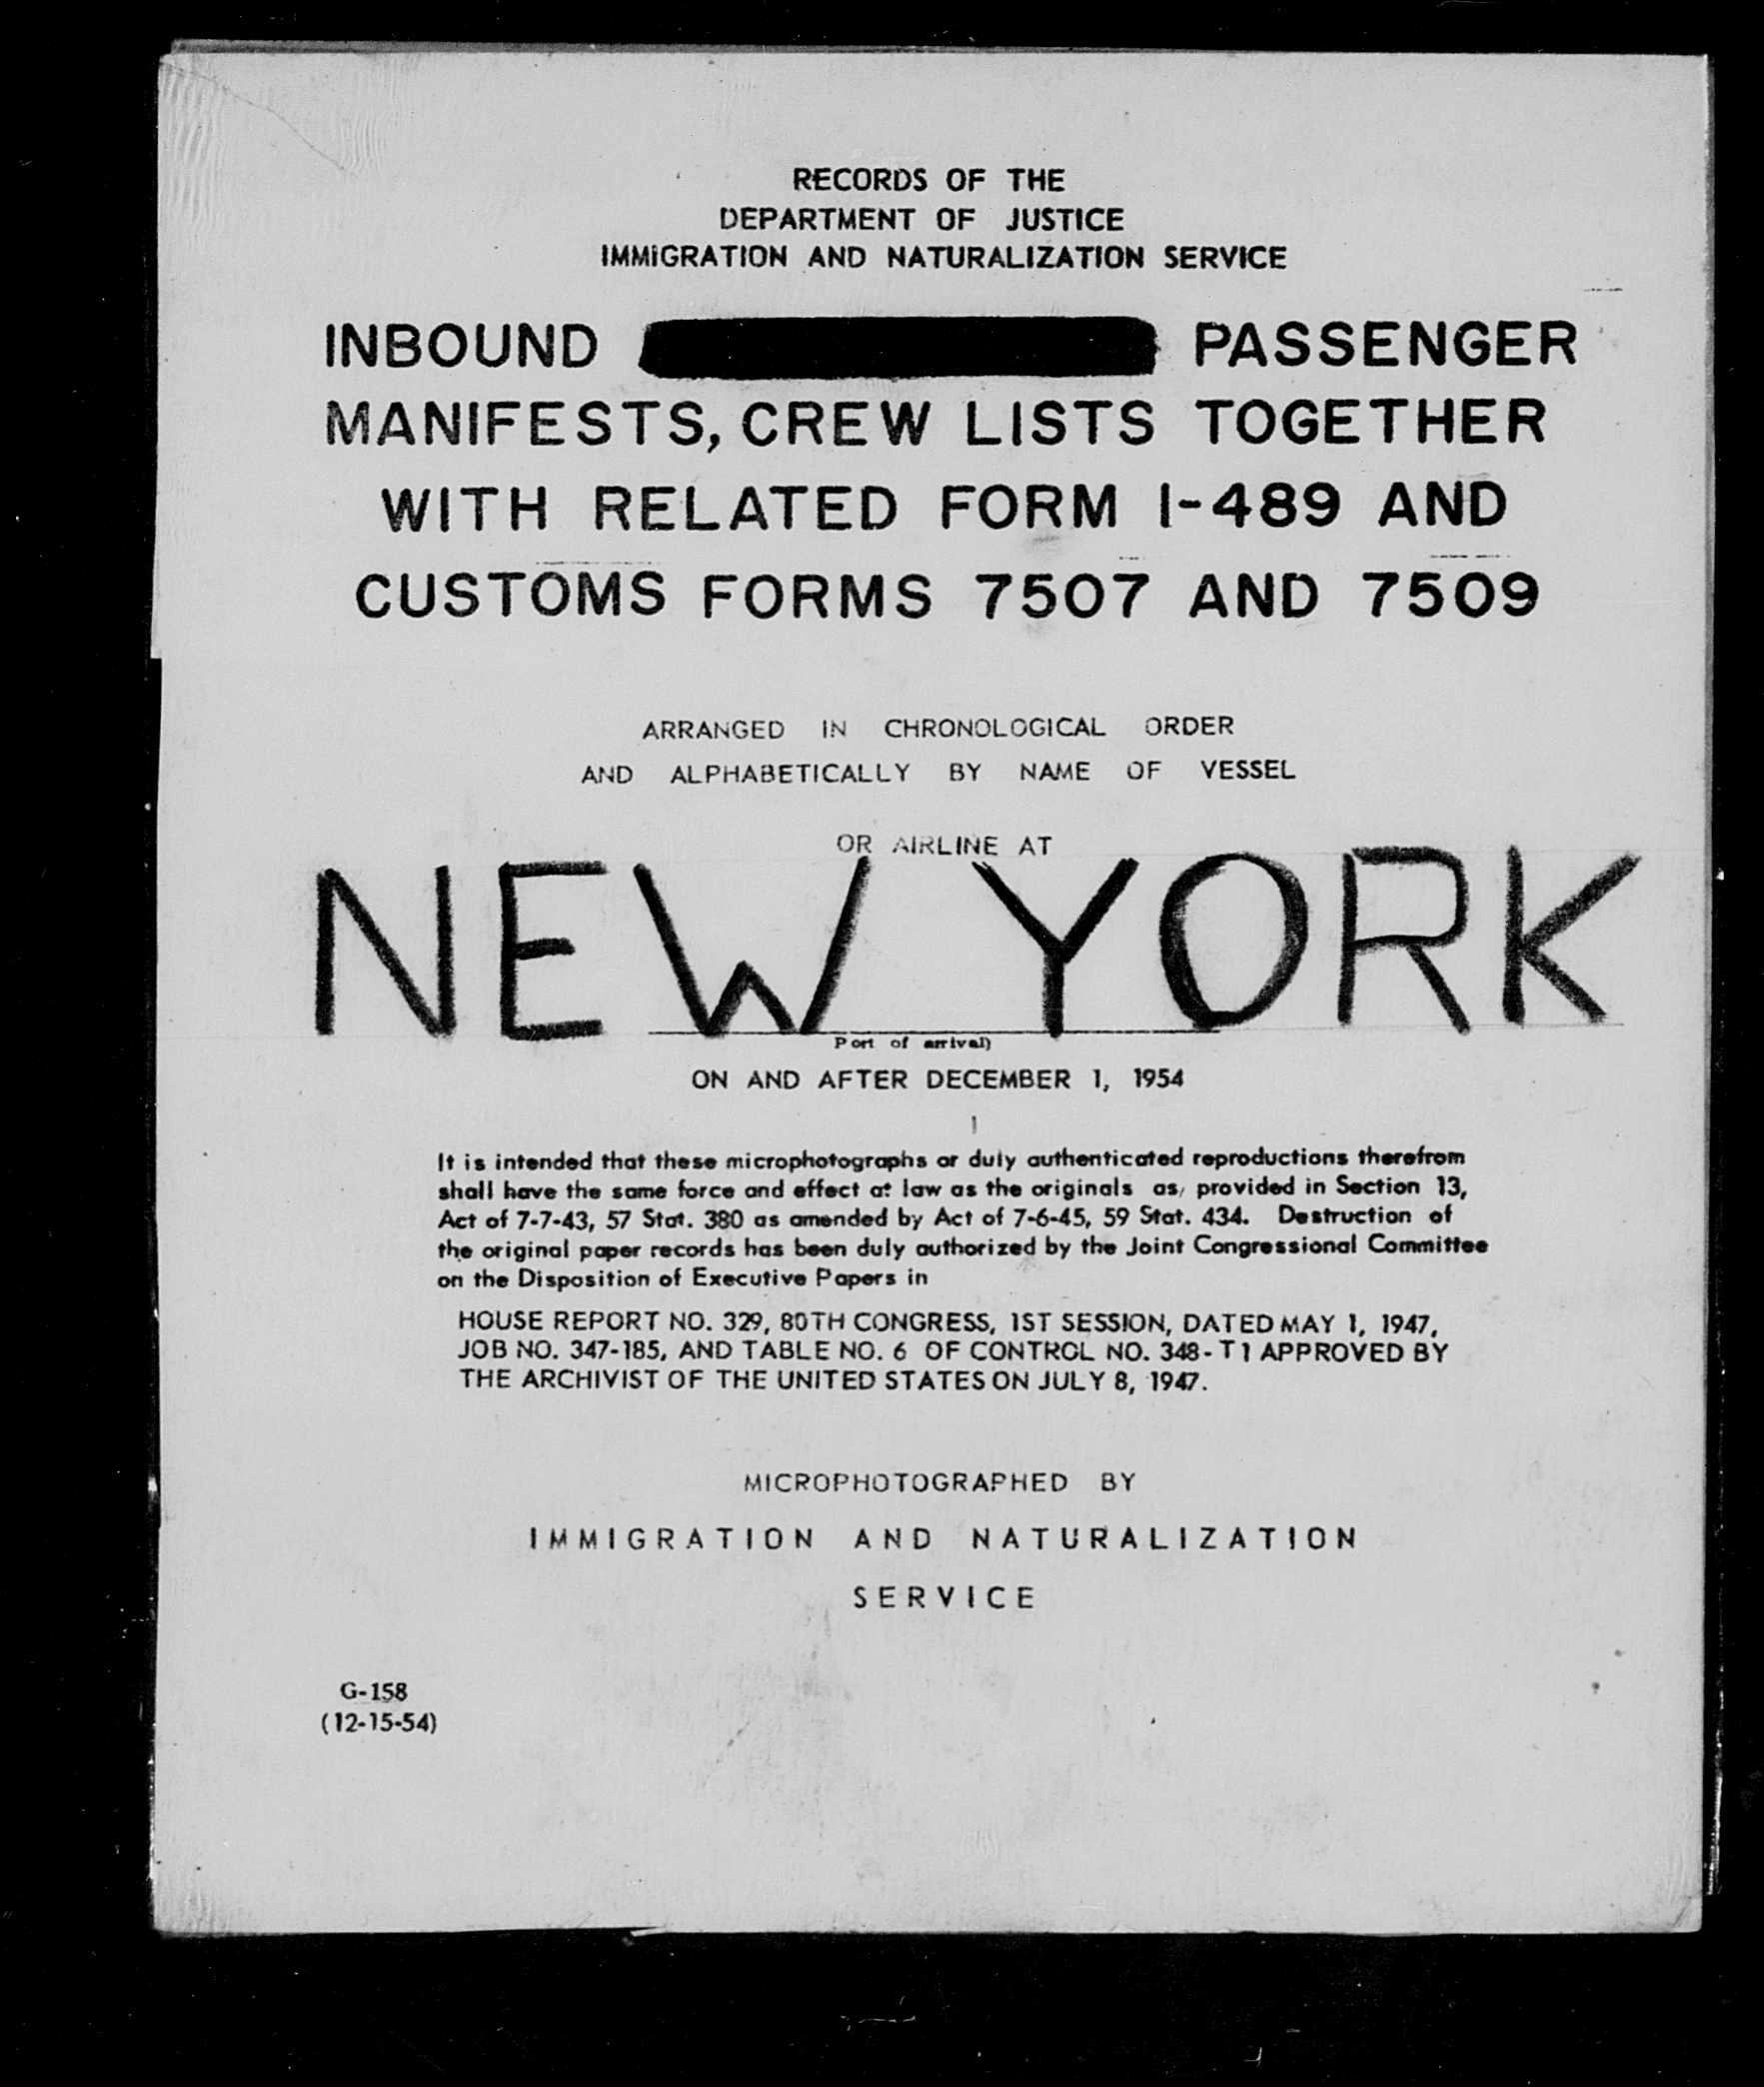 RECORDS OF THE
DEPARTMENT OF JUSTICE
IMMIGRATION AND NATURALIZATION SERVICE
INBOUND PASSENGER
MANIFESTS, CREW LISTS TOGETHER
WITH RELATED FORM I-489 AND
CUSTOMS FORMS 7507 AND 7509
ARRANGED IN CHRONOLOGICAL ORDER
AND ALPHABETICALLY BY NAME OF VESSEL
OR AIRLINE AT
NEW YORK
Port of arrival)
ON AND AFTER DECEMBER 1, 1954
It is intended that these microphotographs or duly authenticated reproductions therefrom
shall have the same force and effect at law as the originals as, provided in Section 13,
Act of 7-7-43, 57 Stat. 380 as amended by Act of 7-6-45, 59 Stat. 434. Destruction of
the original paper records has been duly authorized by the Joint Congressional Committee
on the Disposition of Executive Papers in
HOUSE REPORT NO. 329, 80TH CONGRESS, 1ST SESSION, DATED MAY 1, 1947,
JOB NO. 347-185, AND TABLE NO. 6 OF CONTROL NO. 348-T1 APPROVED BY
THE ARCHIVIST OF THE UNITED STATES ON JULY 8, 1947.
MICROPHOTOGRAPHED BY
IMMIGRATION AND NATURALIZATION
SERVICE
G-158
(12-15-54)